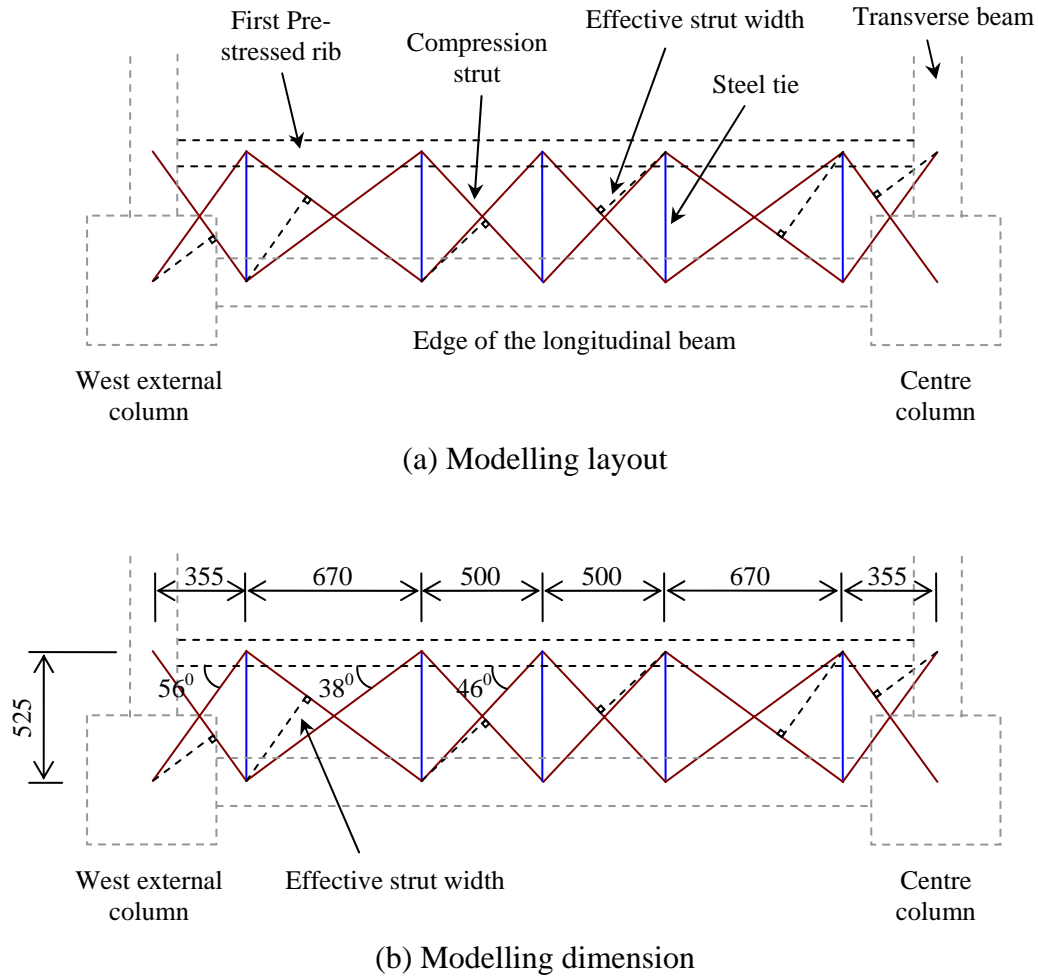 First Pre-
stressed rib
Compression
strut
Effective strut width
Steel tie
Transverse beam
Edge of the longitudinal beam
West external
column
Centre
column
(a) Modelling layout
355
670
500
500
670
355
525
56⁰
38⁰
46⁰
West external
column
Effective strut width
Centre
column
(b) Modelling dimension